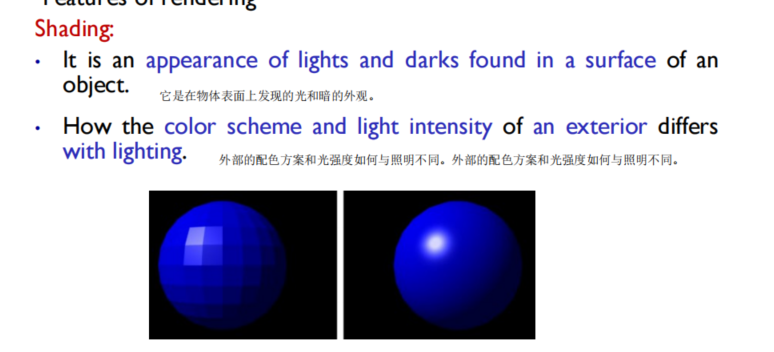 Features of rendering
Shading:
• It is an appearance of lights and darks found in a surface of an
object. 它是在物体表面上发现的光和暗的外观。
• How the color scheme and light intensity of an exterior differs
with lighting. 外部的配色方案和光强度如何与照明不同。外部的配色方案和光强度如何与照明不同。